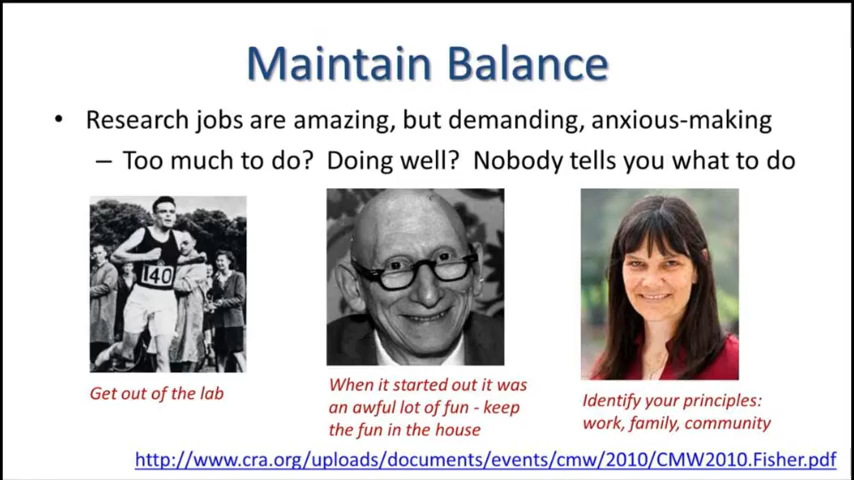 Maintain Balance
• Research jobs are amazing, but demanding, anxious-making
– Too much to do? Doing well? Nobody tells you what to do
140
Get out of the lab
When it started out it was
an awful lot of fun - keep
the fun in the house
Identify your principles:
work, family, community
http://www.cra.org/uploads/documents/events/cmw/2010/CMW2010.Fisher.pdf